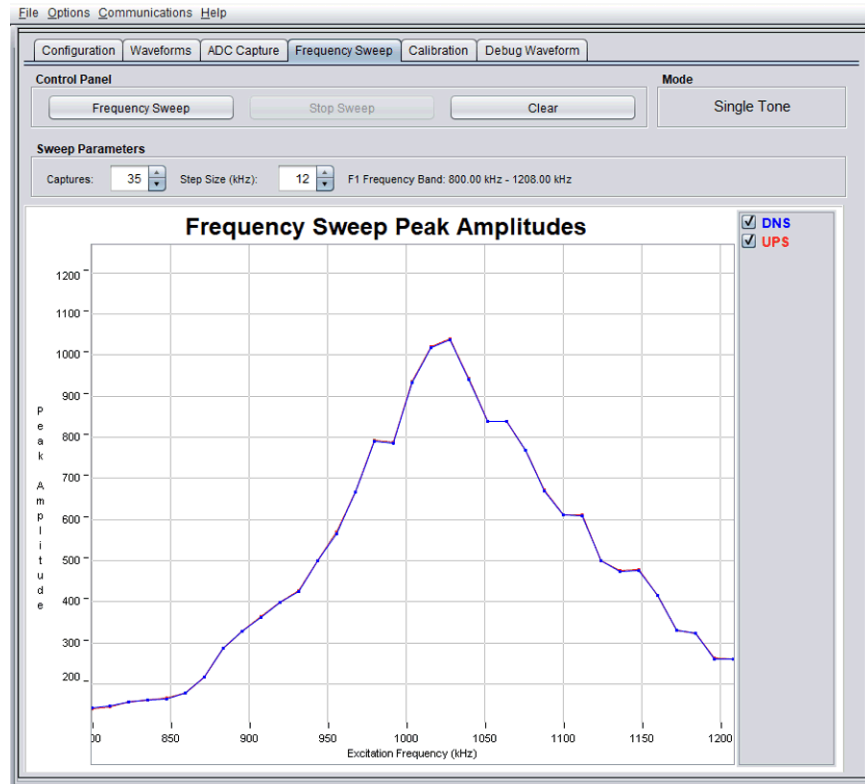 File Options Communications Help
Configuration Waveforms ADC Capture Frequency Sweep Calibration Debug Waveform
Control Panel
Mode
Frequency Sweep Stop Sweep Clear
Single Tone
Sweep Parameters
Captures: 35 Step Size (kHz): 12 F1 Frequency Band: 800.00 kHz - 1208.00 kHz
Frequency Sweep Peak Amplitudes
DNS
UPS
1200
1100
1000
900
800
700
600
500
400
300
200
Peak Amplitude
00 850 900 950 1000 1050 1100 1150 1200
Excitation Frequency (kHz)